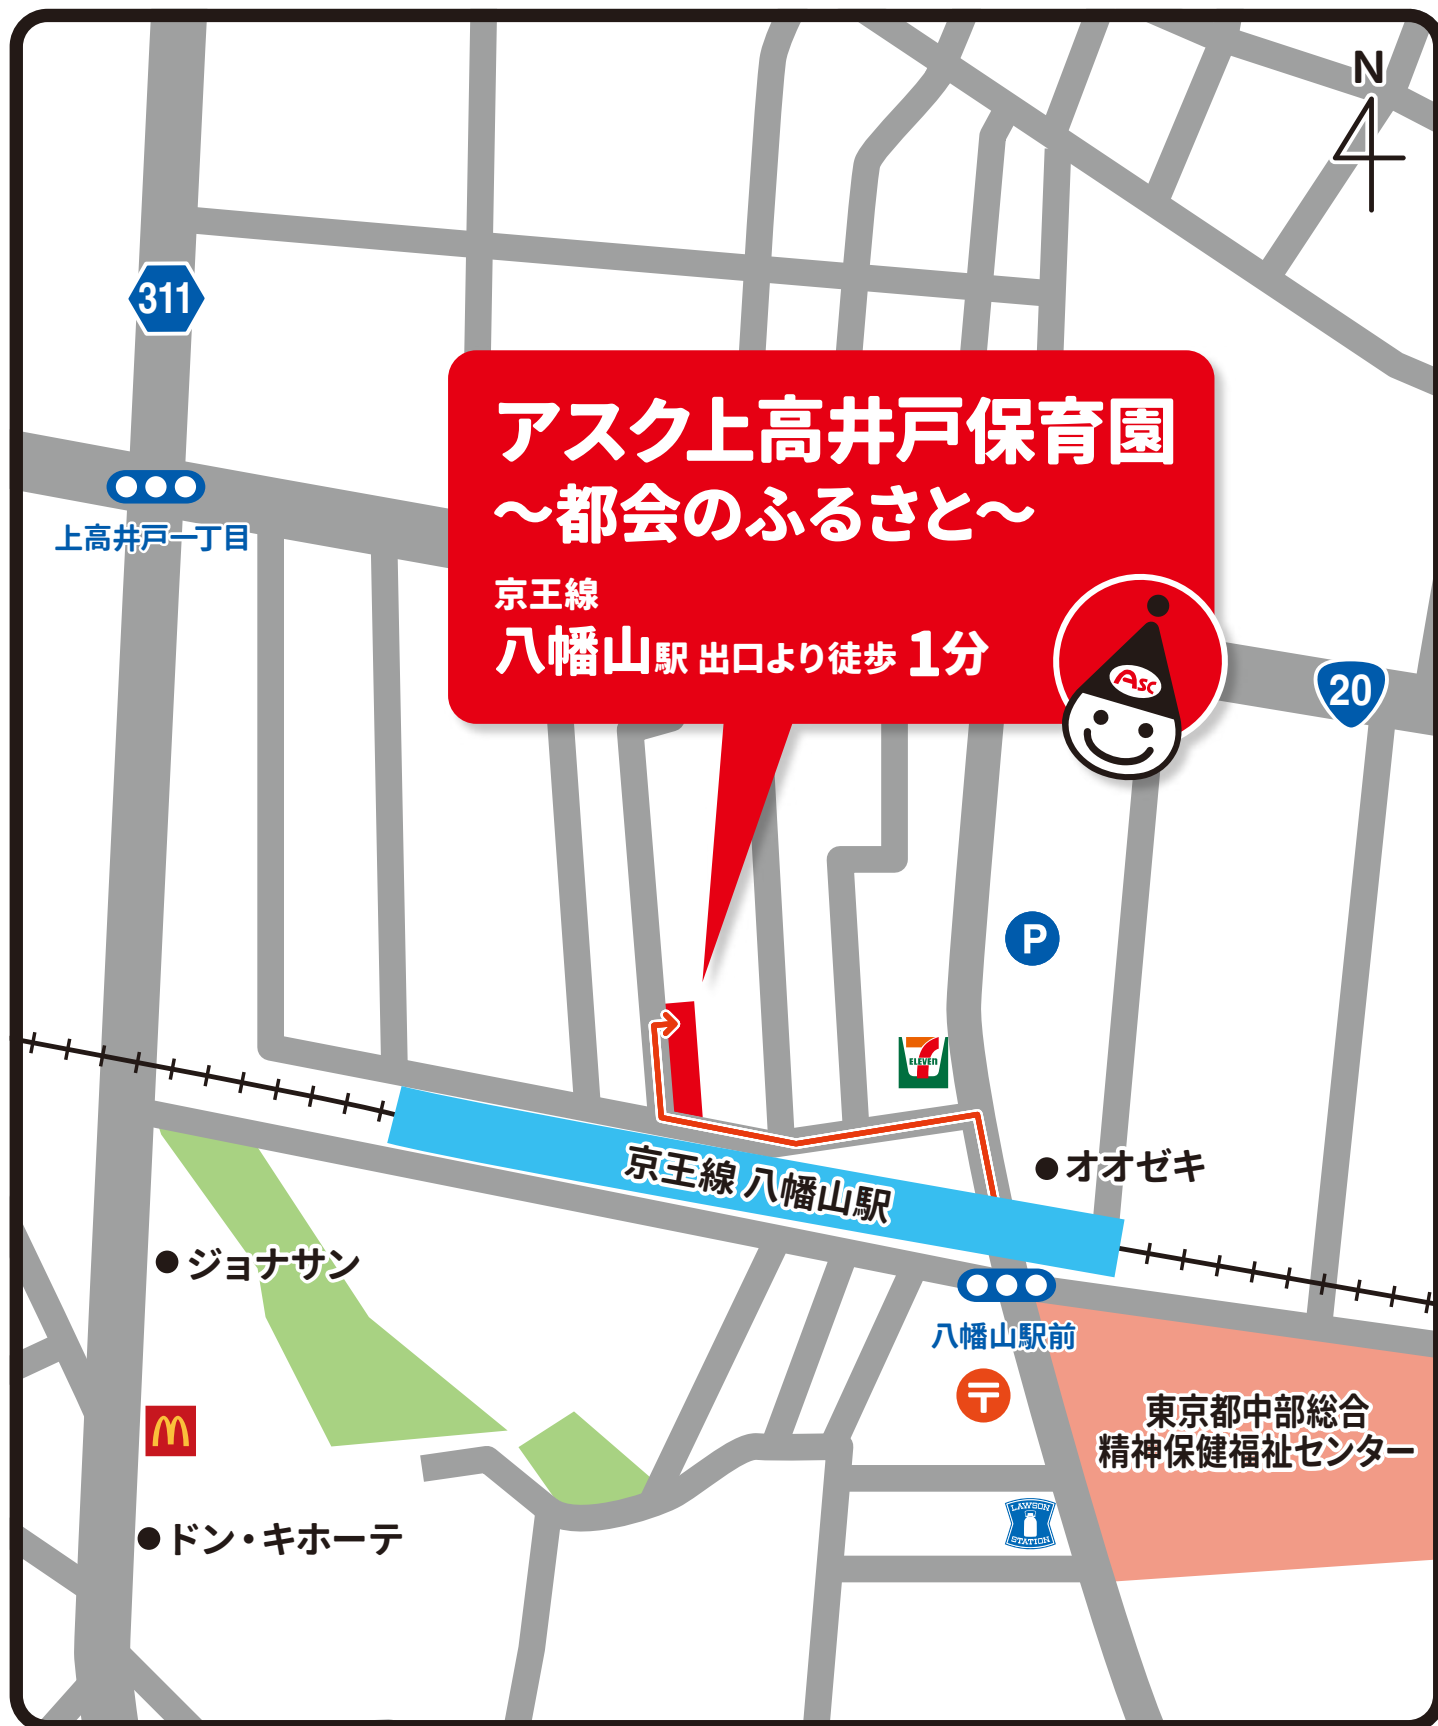 N
311
アスク上高井戸保育園
～都会のふるさと～
上高井戸一丁目
京王線
八幡山駅 出口より徒歩 1分
ASC
20
P
7
ELEVEN
京王線 八幡山駅
オオゼキ
ジョナサン
八幡山駅前
〒
東京都中部総合
精神保健福祉センター
M
LAWSON
STATION
ドン・キホーテ